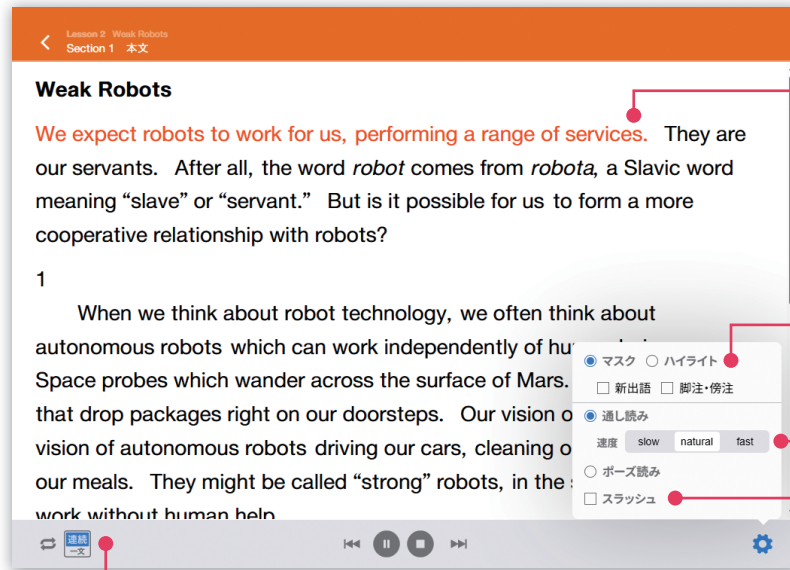 Lesson 2 Weak Robots
Section 1 本文
Weak Robots
We expect robots to work for us, performing a range of services. They are
our servants. After all, the word robot comes from robota, a Slavic word
meaning “slave” or “servant.” But is it possible for us to form a more
cooperative relationship with robots?
1
When we think about robot technology, we often think about
autonomous robots which can work independently of
Space probes which wander across the surface of Mars.
that drop packages right on our doorsteps. Our vision
vision of autonomous robots driving our cars, cleaning
our meals. They might be called “strong” robots, in the
work without human help
マスク ハイライト
新出語 脚注・傍注
通し読み
速度 slow natural fast
ポーズ読み
スラッシュ
連続
一文